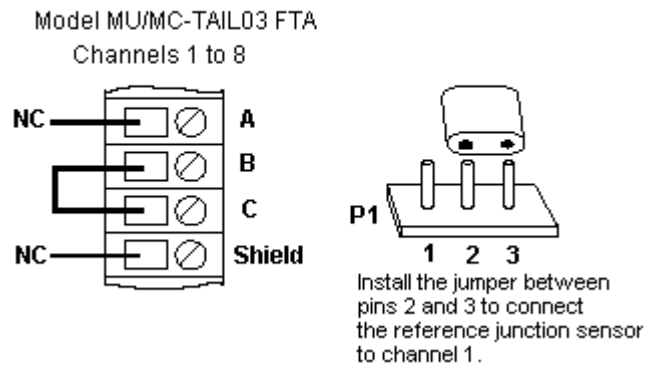 Model MU/MC-TAIL03 FTA
Channels 1 to 8
NC
A
B
C
NC
Shield
P1
1 2 3
Install the jumper between
pins 2 and 3 to connect
the reference junction sensor
to channel 1.